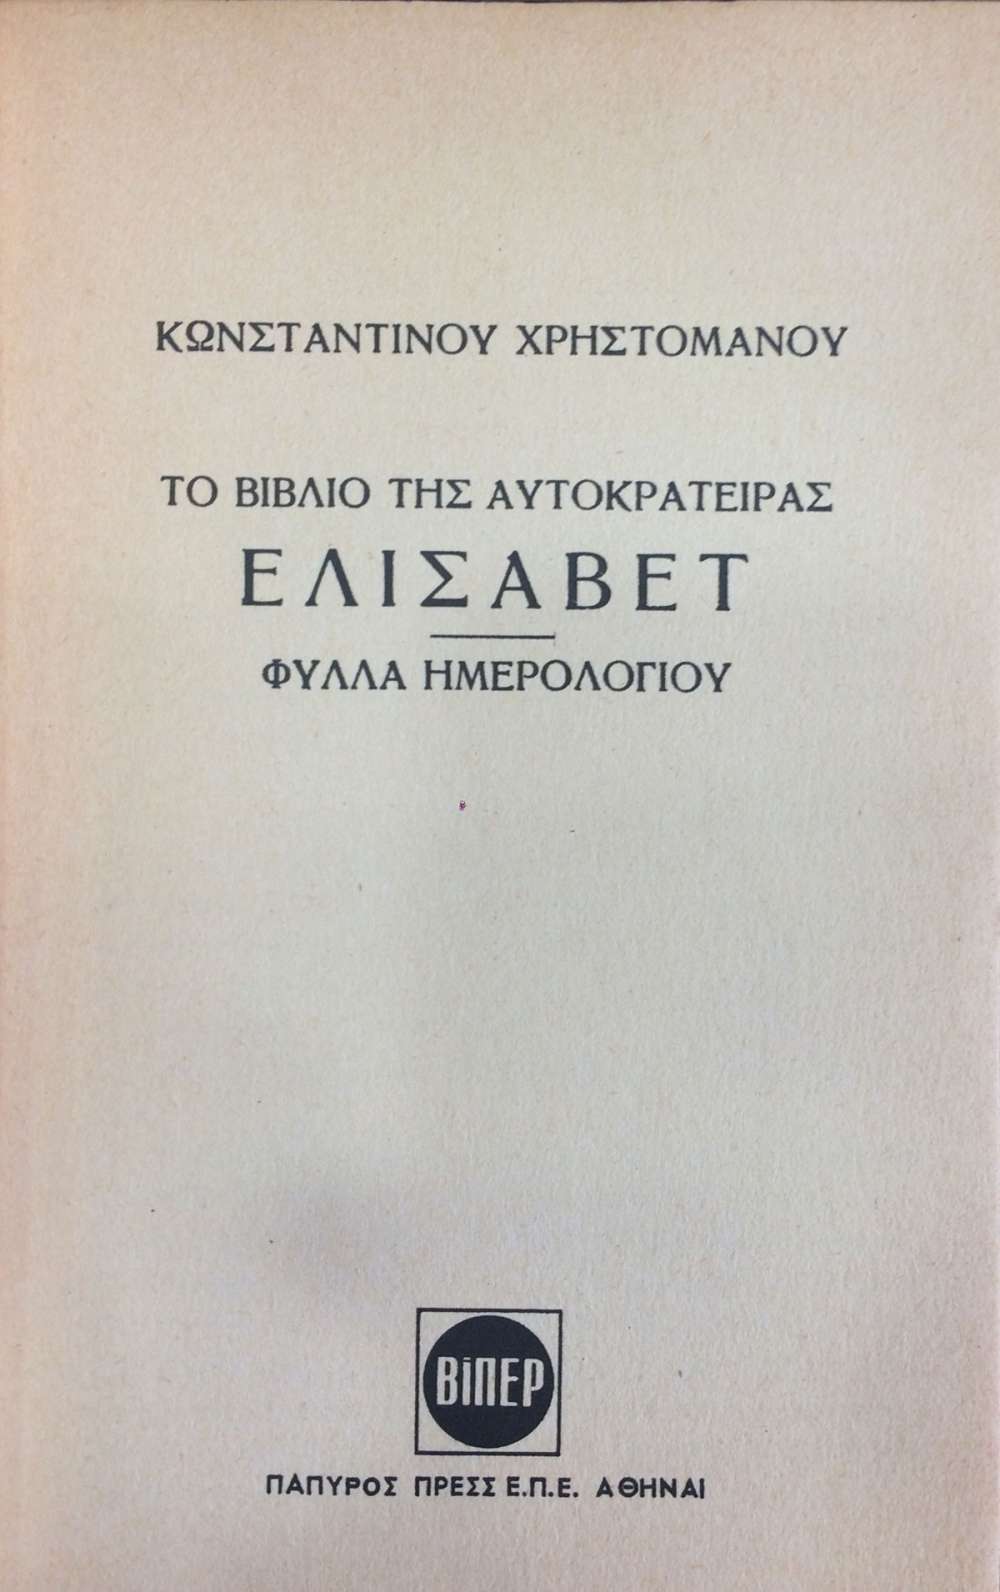 ΚΩΝΣΤΑΝΤΙΝΟΥ ΧΡΗΣΤΟΜΑΝΟΥ
ΤΟ ΒΙΒΛΙΟ ΤΗΣ ΑΥΤΟΚΡΑΤΕΙΡΑΣ
ΕΛΙΣΑΒΕΤ
ΦΥΛΛΑ ΗΜΕΡΟΛΟΓΙΟΥ
ΒΙΠΕΡ
ΠΑΠΥΡΟΣ ΠΡΕΣΣ Ε.Π.Ε. ΑΘΗΝΑΙ